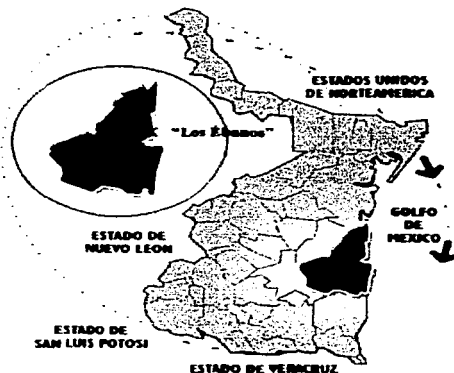 ESTADOS UNIDOS
DE NORTEAMERICA
"Los Ébanos"
GOLFO
DE
MEXICO
ESTADO DE
NUEVO LEON
ESTADO DE
SAN LUIS POTOSI
ESTADO DE VERACRUZ